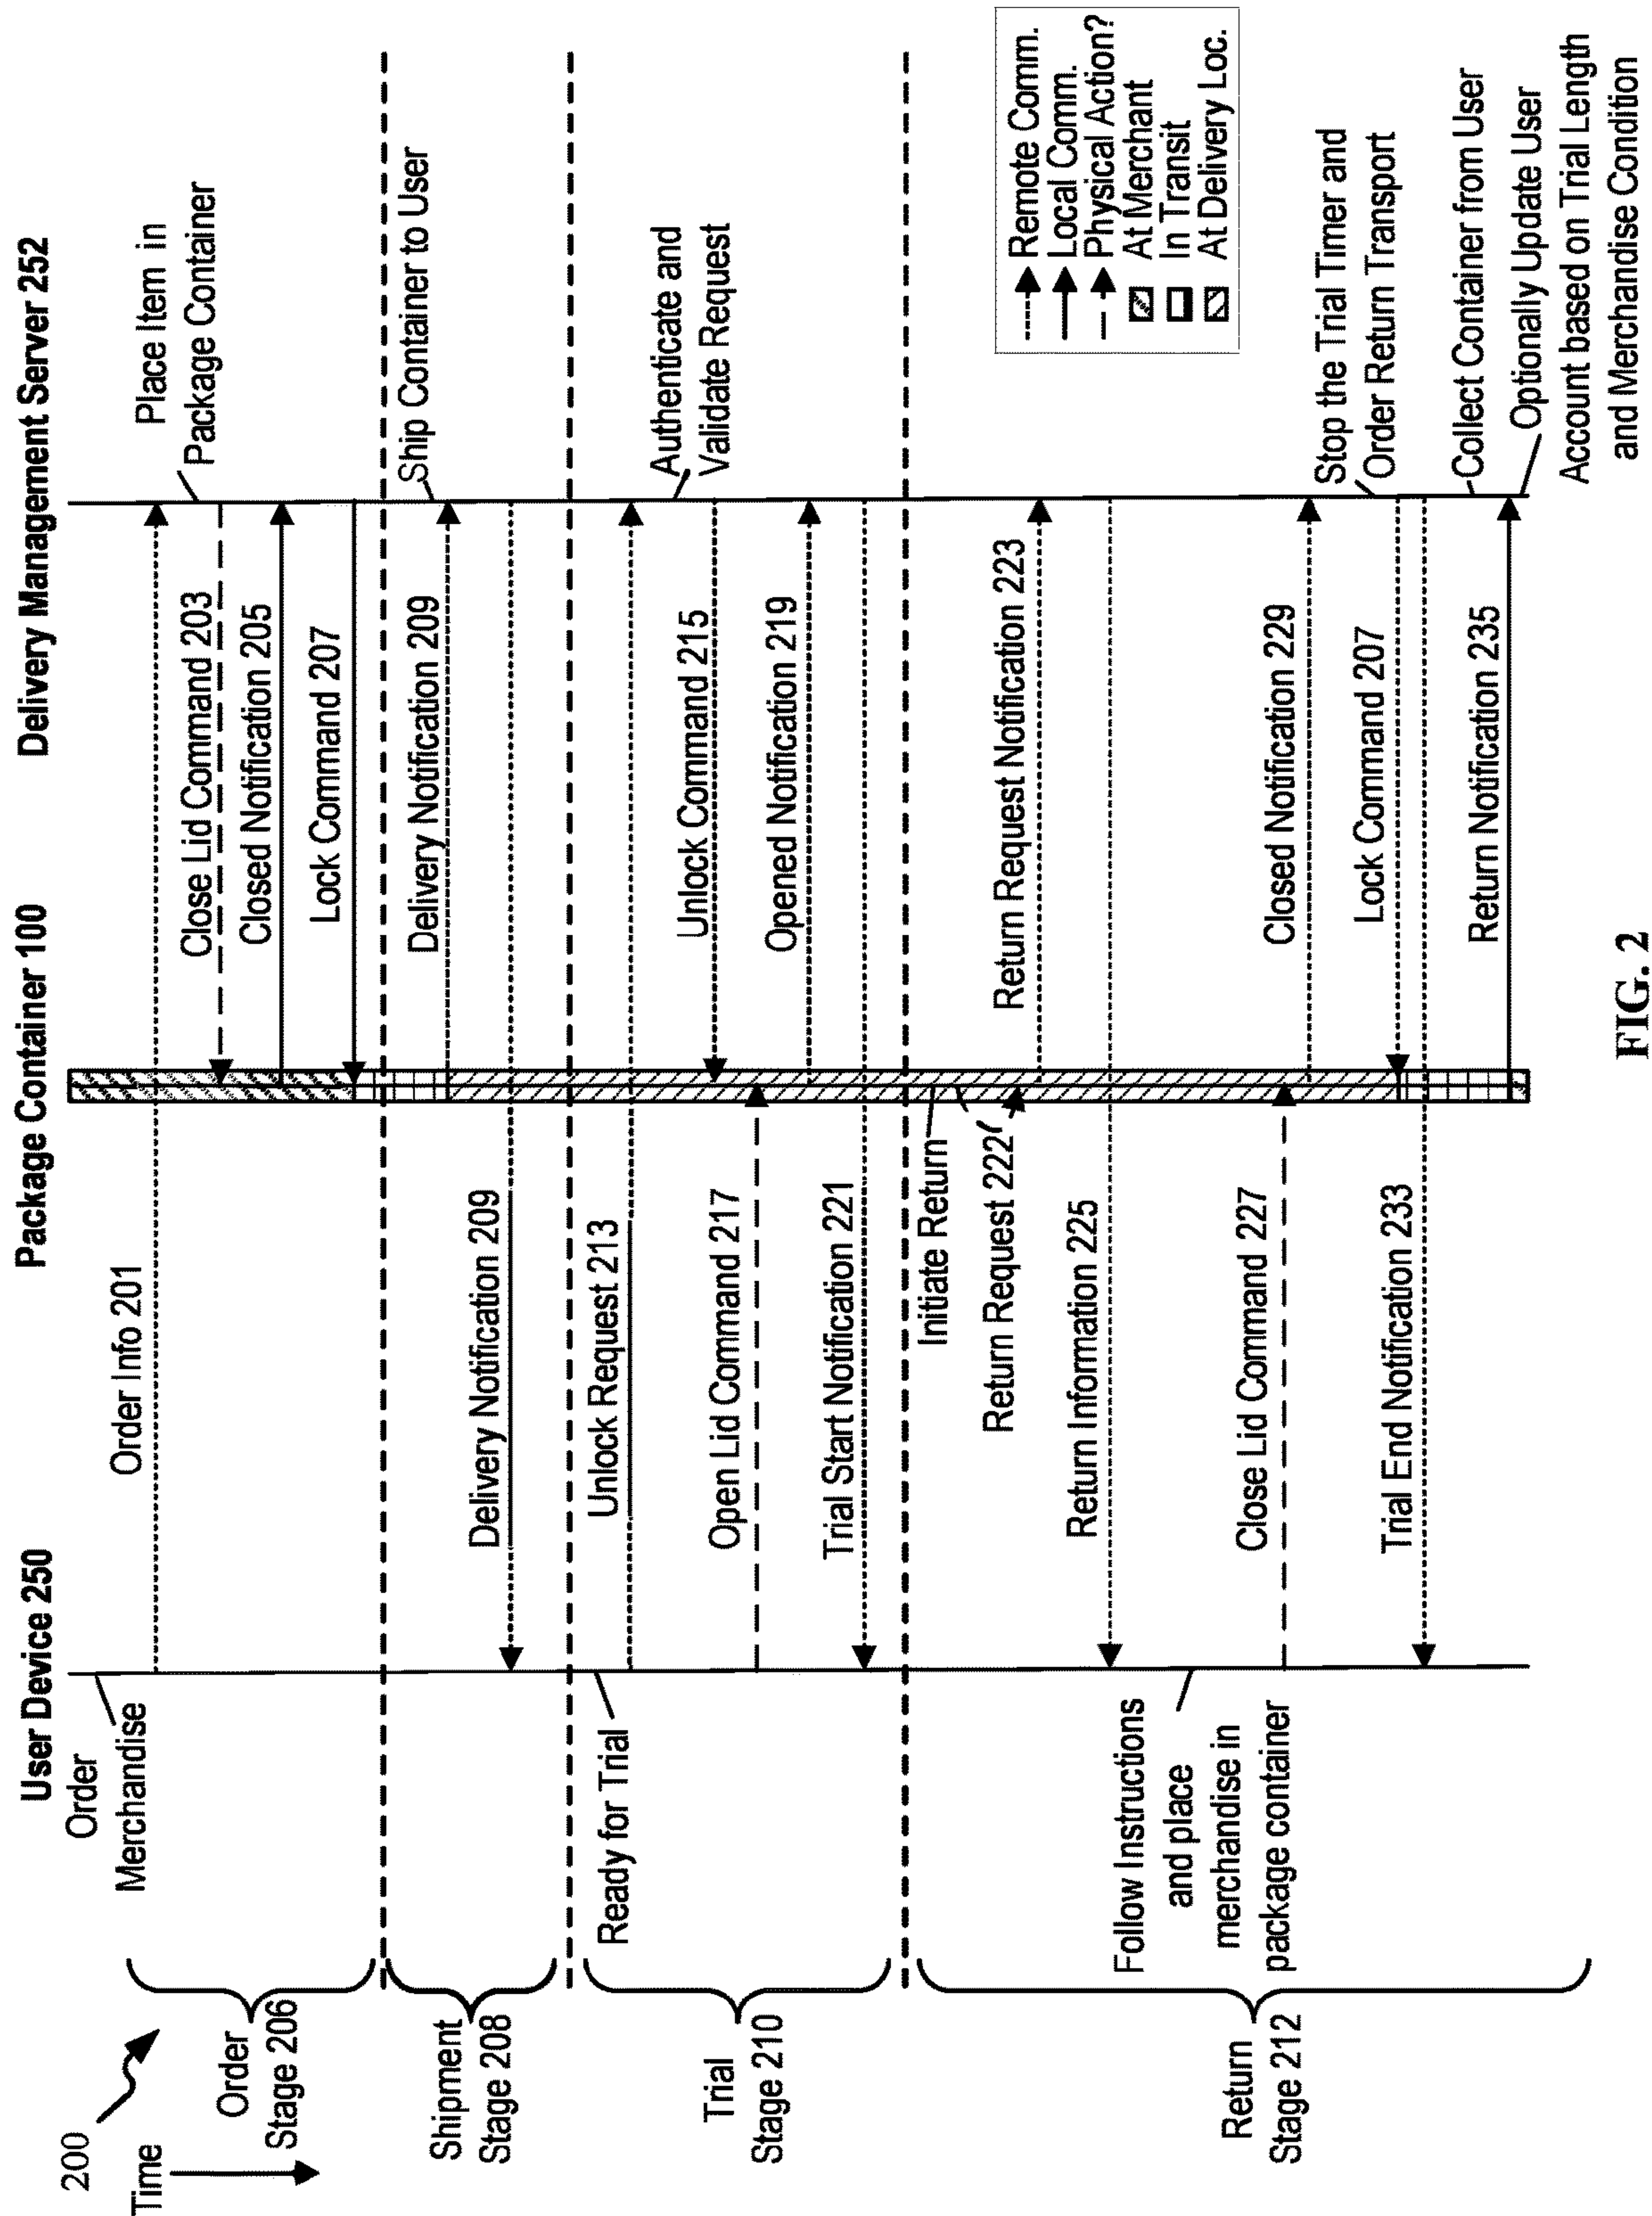 200
Time
User Device 250
Package Container 100
Delivery Management Server 252
Order
Stage 206
Order
Merchandise
Order Info 201
Place Item in
Package Container
Close Lid Command 203
Closed Notification 205
Lock Command 207
Shipment
Stage 208
Ship Container to User
Delivery Notification 209
Delivery Notification 209
Trial
Stage 210
Ready for Trial
Unlock Request 213
Authenticate and
Validate Request
Unlock Command 215
Open Lid Command 217
Opened Notification 219
Trial Start Notification 221
Return
Stage 212
Initiate Return
Return Request 222
Return Request Notification 223
Return Information 225
Follow Instructions
and place
merchandise in
package container
Close Lid Command 227
Closed Notification 229
Stop the Trial Timer and
Order Return Transport
Lock Command 207
Trial End Notification 233
Collect Container from User
Return Notification 235
Optionally Update User
Account based on Trial Length
and Merchandise Condition
Remote Comm.
Local Comm.
Physical Action?
At Merchant
In Transit
At Delivery Loc.
FIG. 2